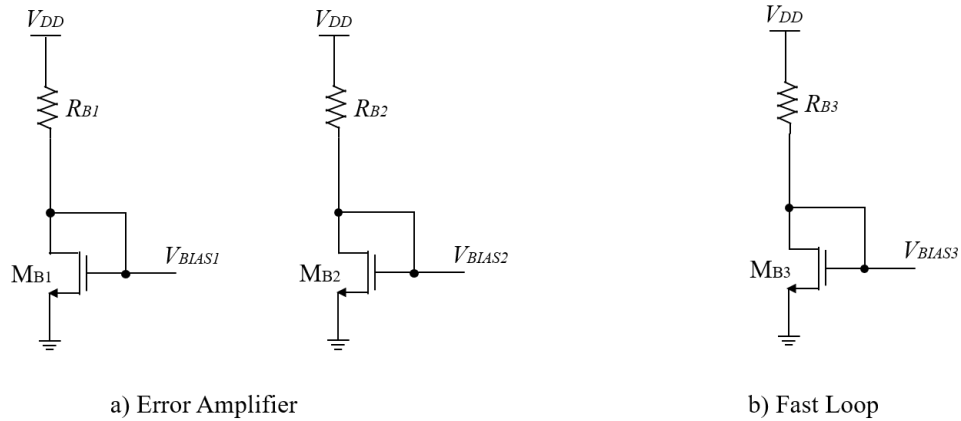 VDD
VDD
VDD
RB1
RB2
RB3
VBIAS1
VBIAS2
VBIAS3
MB1
MB2
MB3
a) Error Amplifier
b) Fast Loop